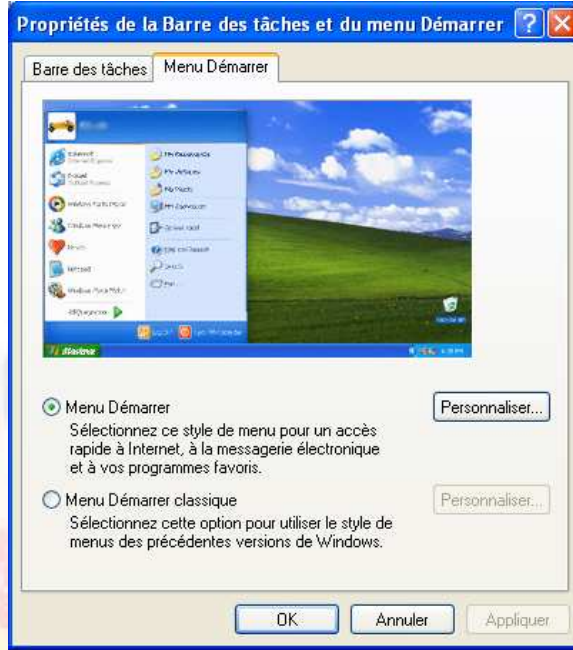 Propriétés de la Barre des tâches et du menu Démarrer
Barre des tâches
Menu Démarrer
Menu Démarrer
Personnaliser...
Sélectionnez ce style de menu pour un accès
rapide à Internet, à la messagerie électronique
et à vos programmes favoris.
Menu Démarrer classique
Personnaliser...
Sélectionnez cette option pour utiliser le style de
menus des précédentes versions de Windows.
OK
Annuler
Appliquer